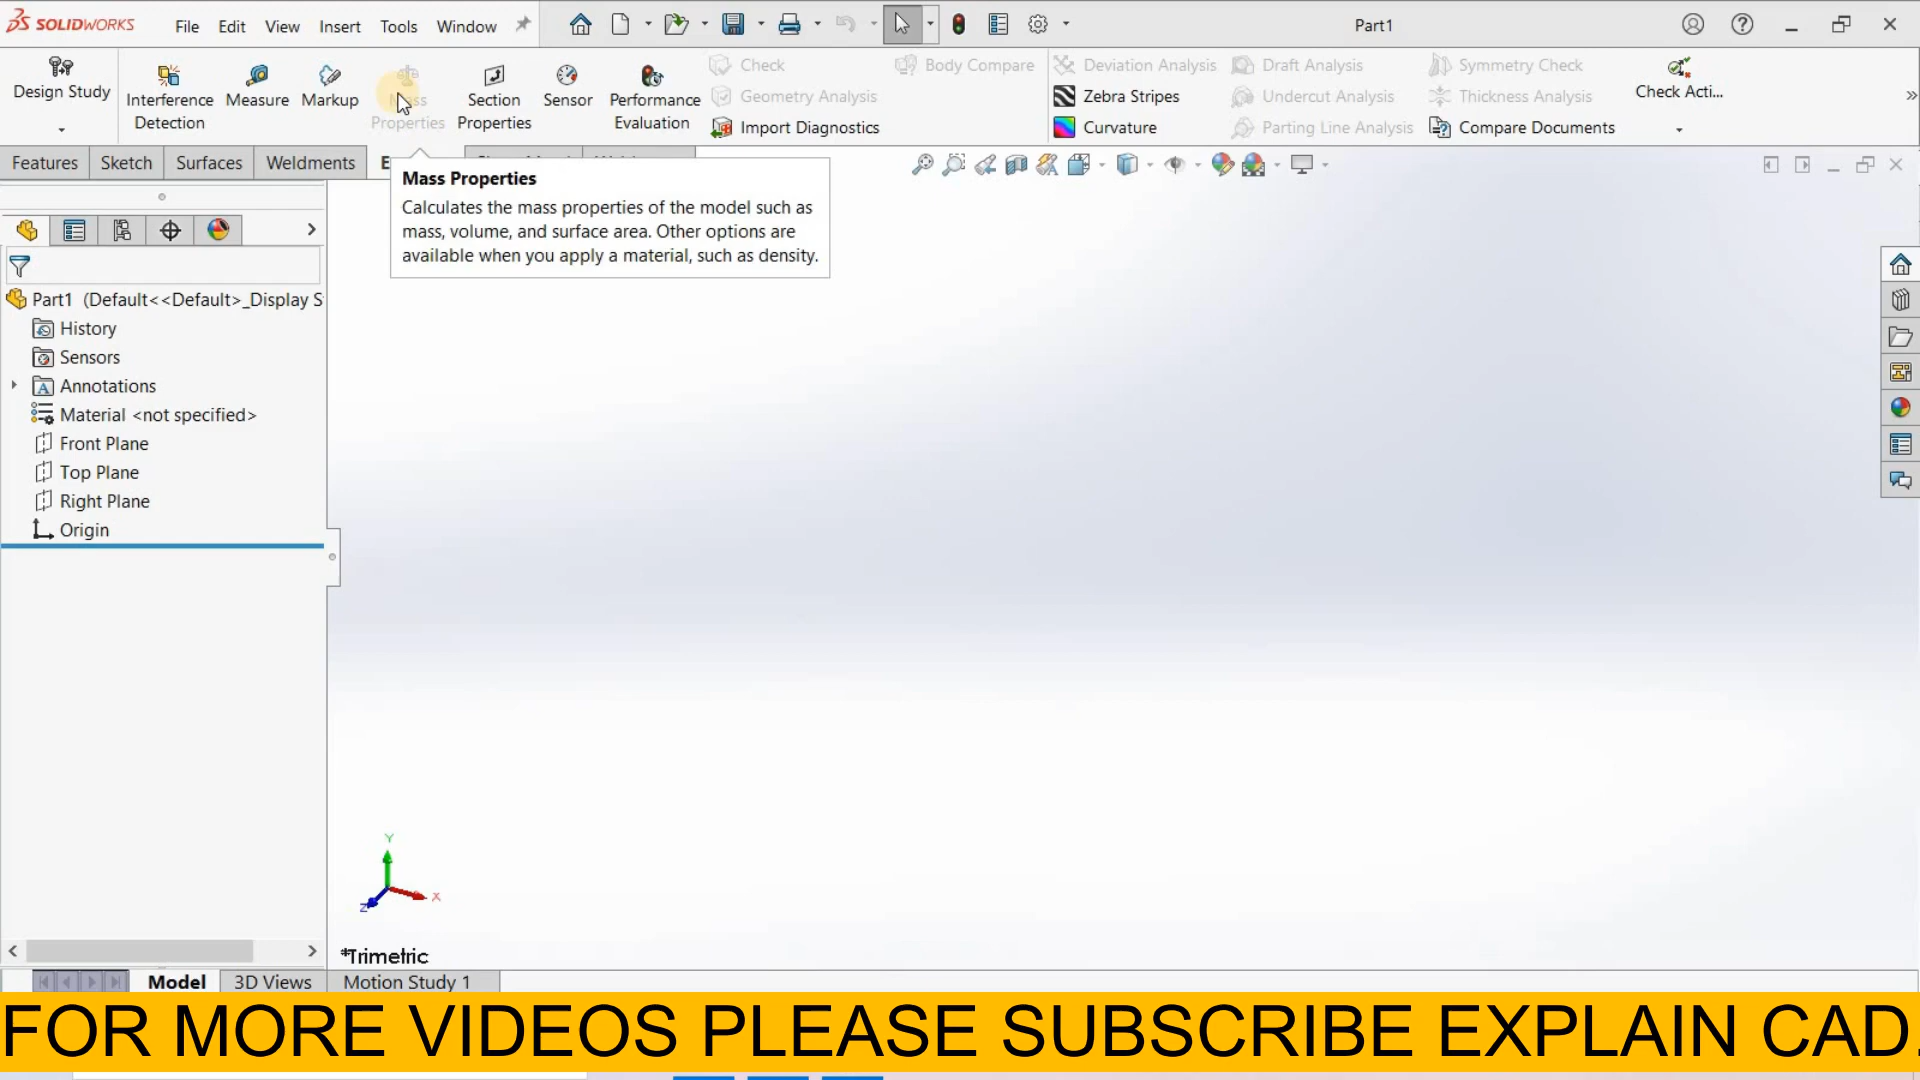 SOLIDWORKS File Edit View Insert Tools Window Part1
Design Study
Interference Detection
Measure
Markup
Mass Properties
Section Properties
Sensor
Performance Evaluation
Check
Geometry Analysis
Import Diagnostics
Body Compare
Deviation Analysis
Zebra Stripes
Curvature
Draft Analysis
Undercut Analysis
Parting Line Analysis
Symmetry Check
Thickness Analysis
Compare Documents
Check Acti...
Features Sketch Surfaces Weldments
Mass Properties
Calculates the mass properties of the model such as
mass, volume, and surface area. Other options are
available when you apply a material, such as density.
Part1 (Default<<Default>_Display S
History
Sensors
Annotations
Material <not specified>
Front Plane
Top Plane
Right Plane
Origin
Y
X
Z
*Trimetric
Model 3D Views Motion Study 1
FOR MORE VIDEOS PLEASE SUBSCRIBE EXPLAIN CAD.